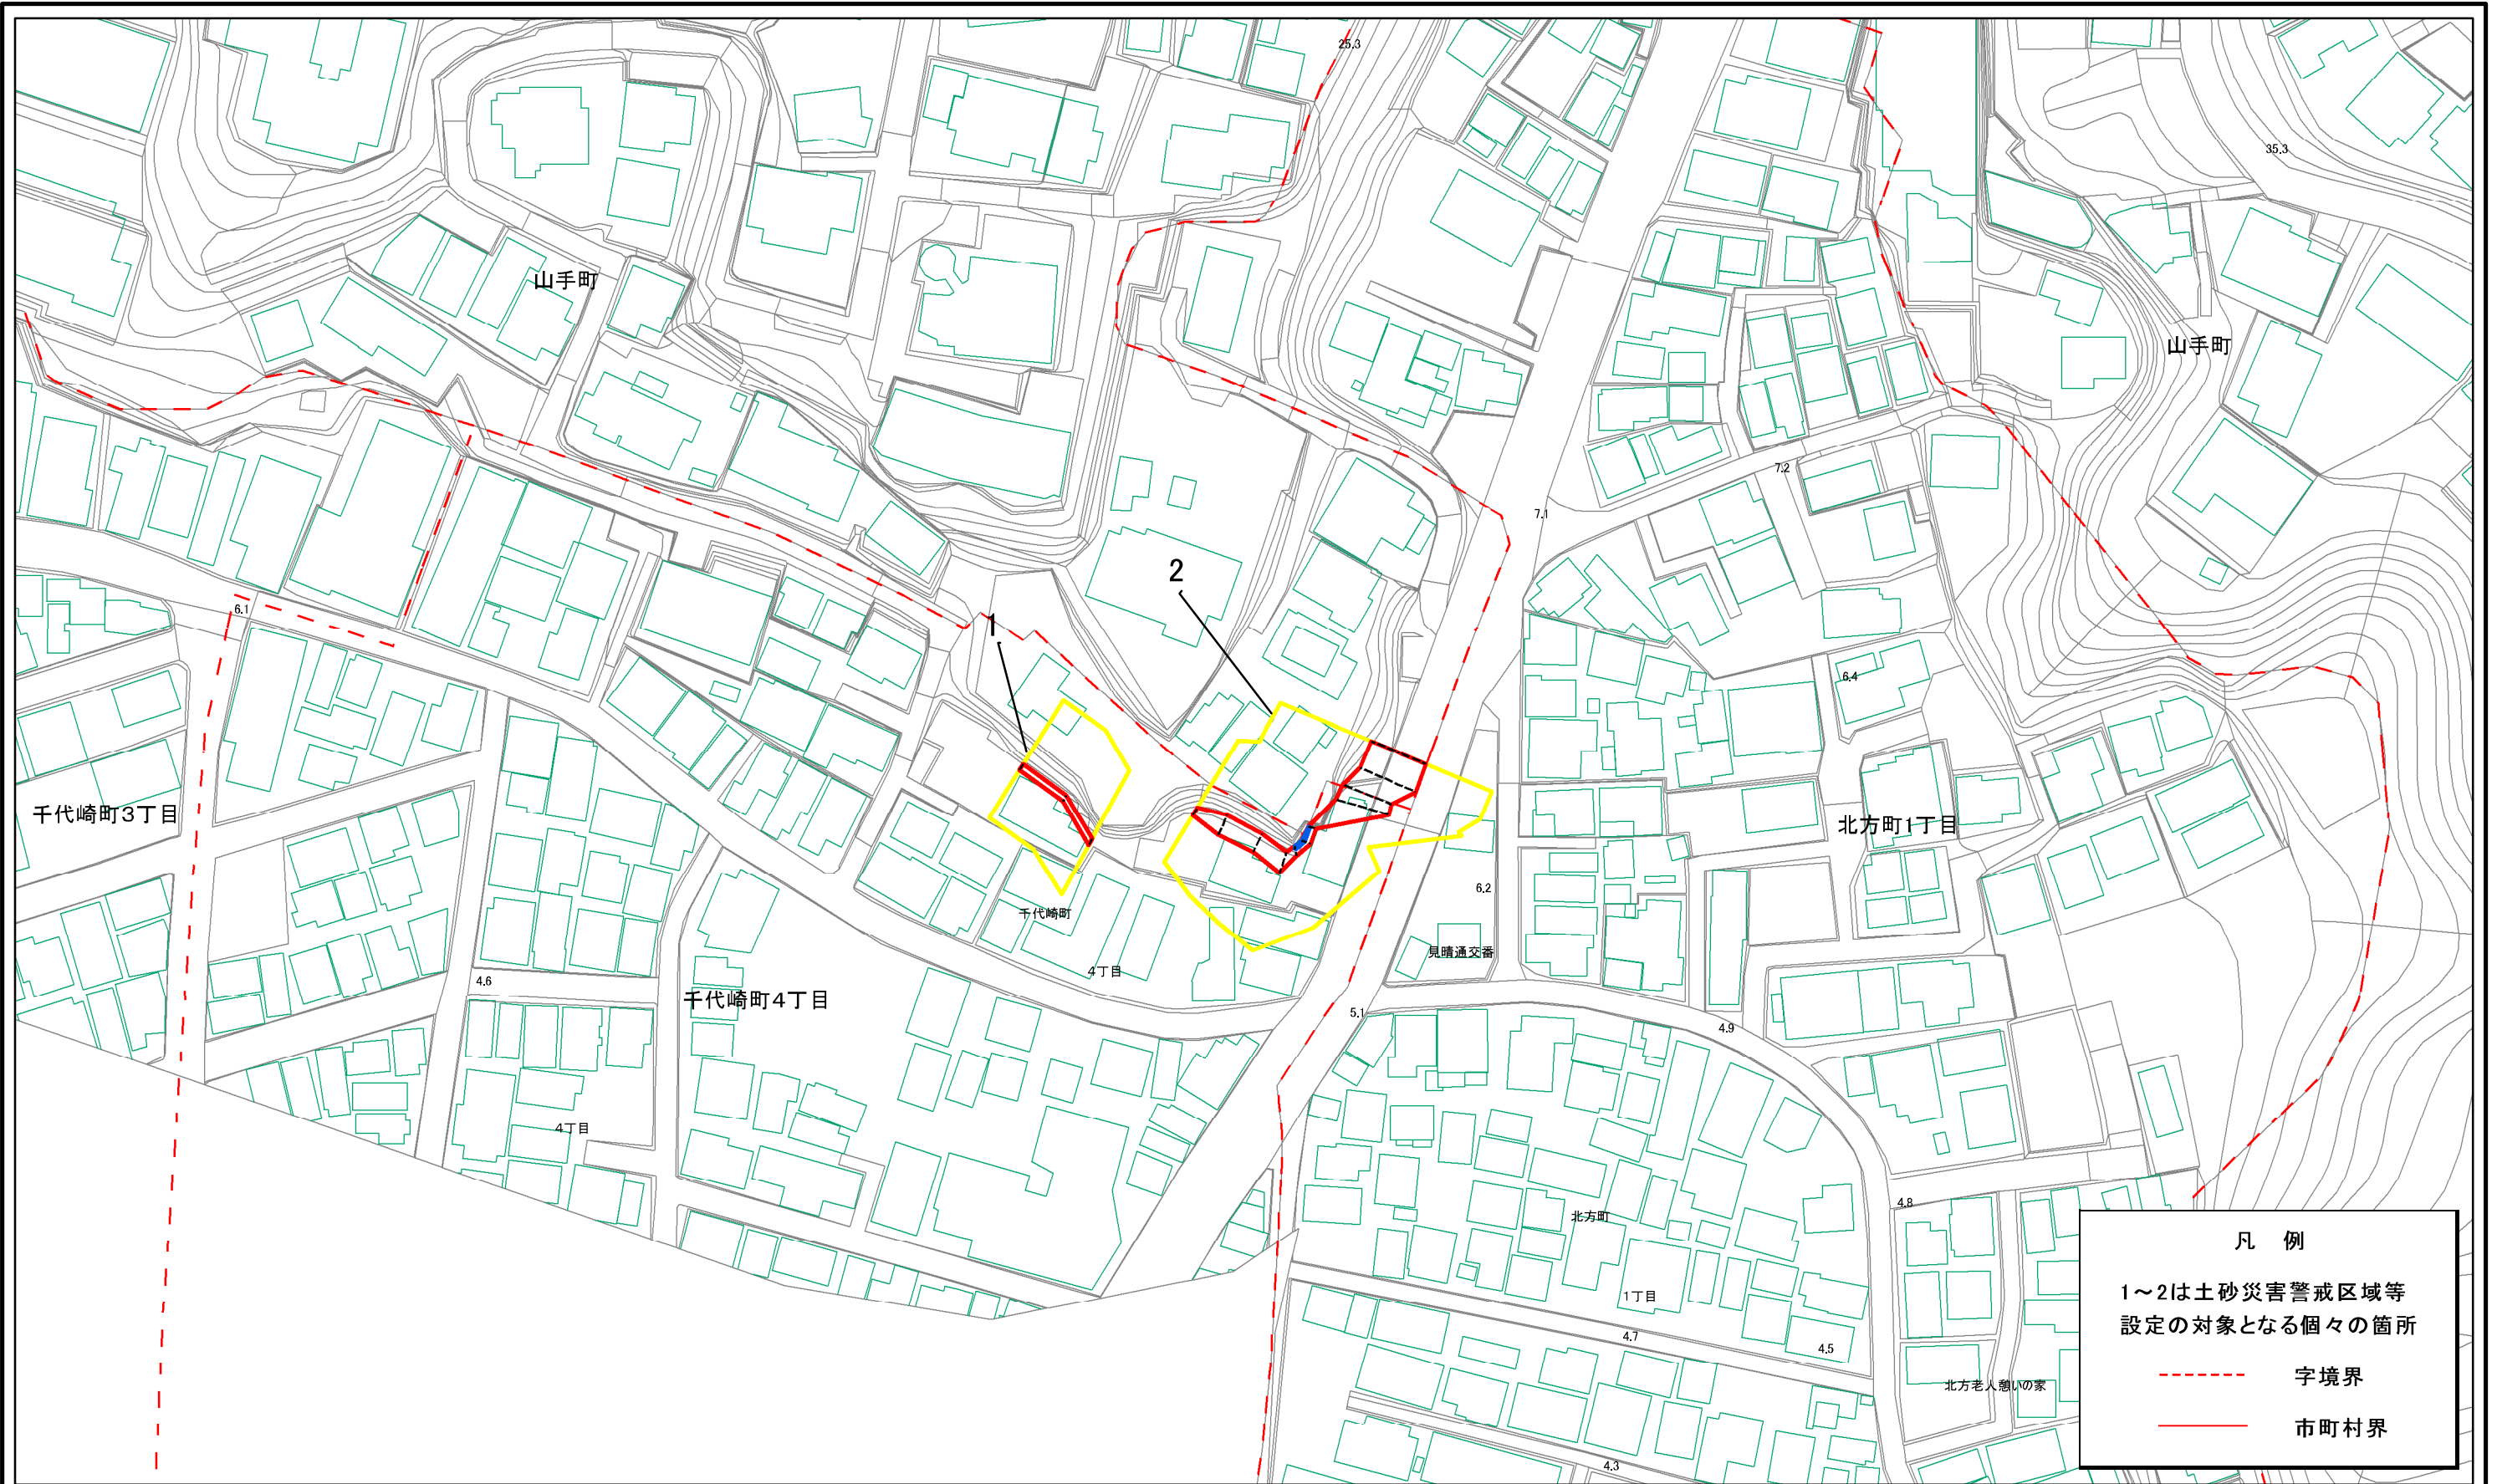 25.3
35.3
山手町
山手町
7.2
7.1
2
1
6.1
6.4
千代崎町3丁目
北方町1丁目
6.2
千代崎町
見晴通交番
4丁目
4.6
千代崎町4丁目
5.1
4.9
4丁目
4.8
北方町
1丁目
4.7
4.5
北方老人憩いの家
4.3
凡 例
1～2は土砂災害警戒区域等
設定の対象となる個々の箇所
字境界
市町村界